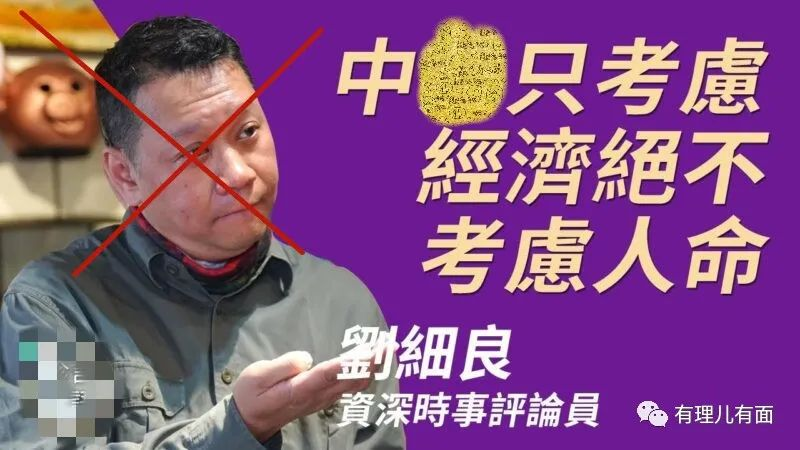 中只考慮
經濟絕不
考慮人命
劉細良
資深時事評論員
有理儿有面